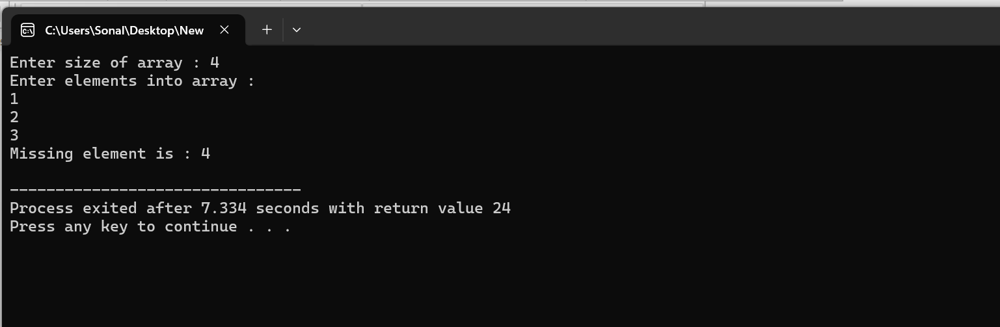 C:\Users\Sonal\Desktop\New
Enter size of array : 4
Enter elements into array :
1
2
3
Missing element is : 4
--------------------------------
Process exited after 7.334 seconds with return value 24
Press any key to continue . . .